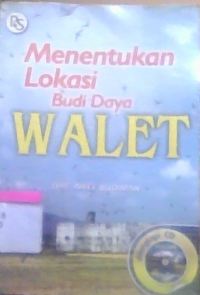 PS
Menentukan
Lokasi
Budi Daya
WALET